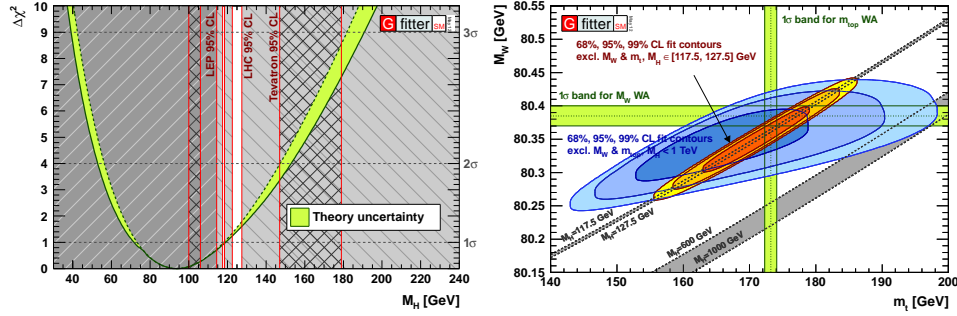 Δχ²
10
9
8
7
6
5
4
3
2
1
0
LEP 95% CL
LHC 95% CL
Tevatron 95% CL
G fitter SM
3σ
2σ
1σ
Theory uncertainty
40 60 80 100 120 140 160 180 200 220 240
M_H [GeV]
M_W [GeV]
80.5
80.45
80.4
80.35
80.3
80.25
80.2
80.15
G fitter SM
1σ band for m_top WA
68%, 95%, 99% CL fit contours
excl. M_W & m_t, M_H ∈ [117.5, 127.5] GeV
1σ band for M_W WA
68%, 95%, 99% CL fit contours
excl. M_W & m_top, M_H < 1 TeV
M_H=117.5 GeV
M_H=127.5 GeV
M_H=600 GeV
M_H=1000 GeV
140 150 160 170 180 190 200
m_t [GeV]